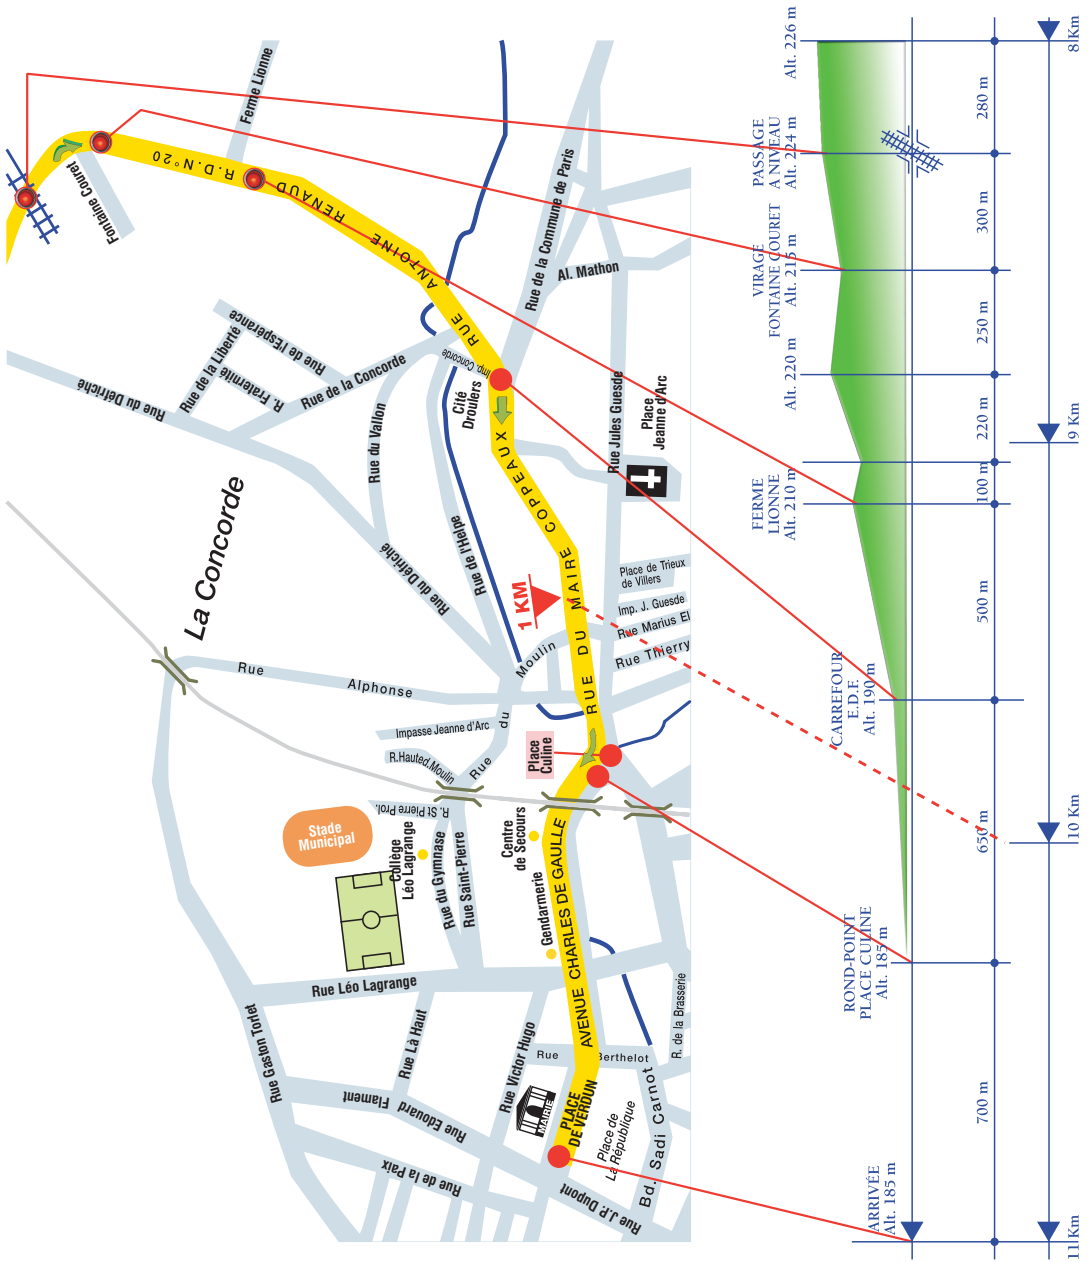 Ferme Lionne
Fontaine Couret
R.D.N°20
RENAUD
ANTOINE
RUE
Rue de la Commune de Paris
Al. Mathon
Rue de l'Espérance
Rue de la Liberté
R. Fraternité
Rue de la Concorde
Imp. Concorde
Rue du Défriché
Rue du Vallon
Cité
Droulers
Rue Jules Guesde
Place
Jeanne d'Arc
La Concorde
Rue du Défriché
Rue de l'Helpe
1 KM
RUE DU MAIRE COPPEAUX
Place de Trieux
de Villers
Imp. J. Guesde
Rue Marius El
Rue Thierry
Rue Alphonse
Impasse Jeanne d'Arc
R.Hauted.Moulin
Rue du Moulin
Place
Culine
R. St Pierre Prol.
Stade
Municipal
Collège
Léo Lagrange
Rue du Gymnase
Rue Saint-Pierre
Centre
de Secours
Gendarmerie
AVENUE CHARLES DE GAULLE
Rue Léo Lagrange
Rue Gaston Torlet
Rue Là Haut
Rue Victor Hugo
Rue Berthelot
R. de la Brasserie
Rue Edouard Flament
Rue de la Paix
MAIRIE
PLACE
DE VERDUN
Place de
La République
Bd. Sadi Carnot
Rue J.P. Dupont
ARRIVÉE
Alt. 185 m
ROND-POINT
PLACE CULINE
Alt. 185 m
CARREFOUR
E.D.F.
Alt. 190 m
FERME
LIONNE
Alt. 210 m
Alt. 220 m
VIRAGE
FONTAINE COURET
Alt. 215 m
PASSAGE
A NIVEAU
Alt. 224 m
Alt. 226 m
700 m
650 m
500 m
100 m
220 m
250 m
300 m
280 m
11 Km
10 Km
9 Km
8 Km